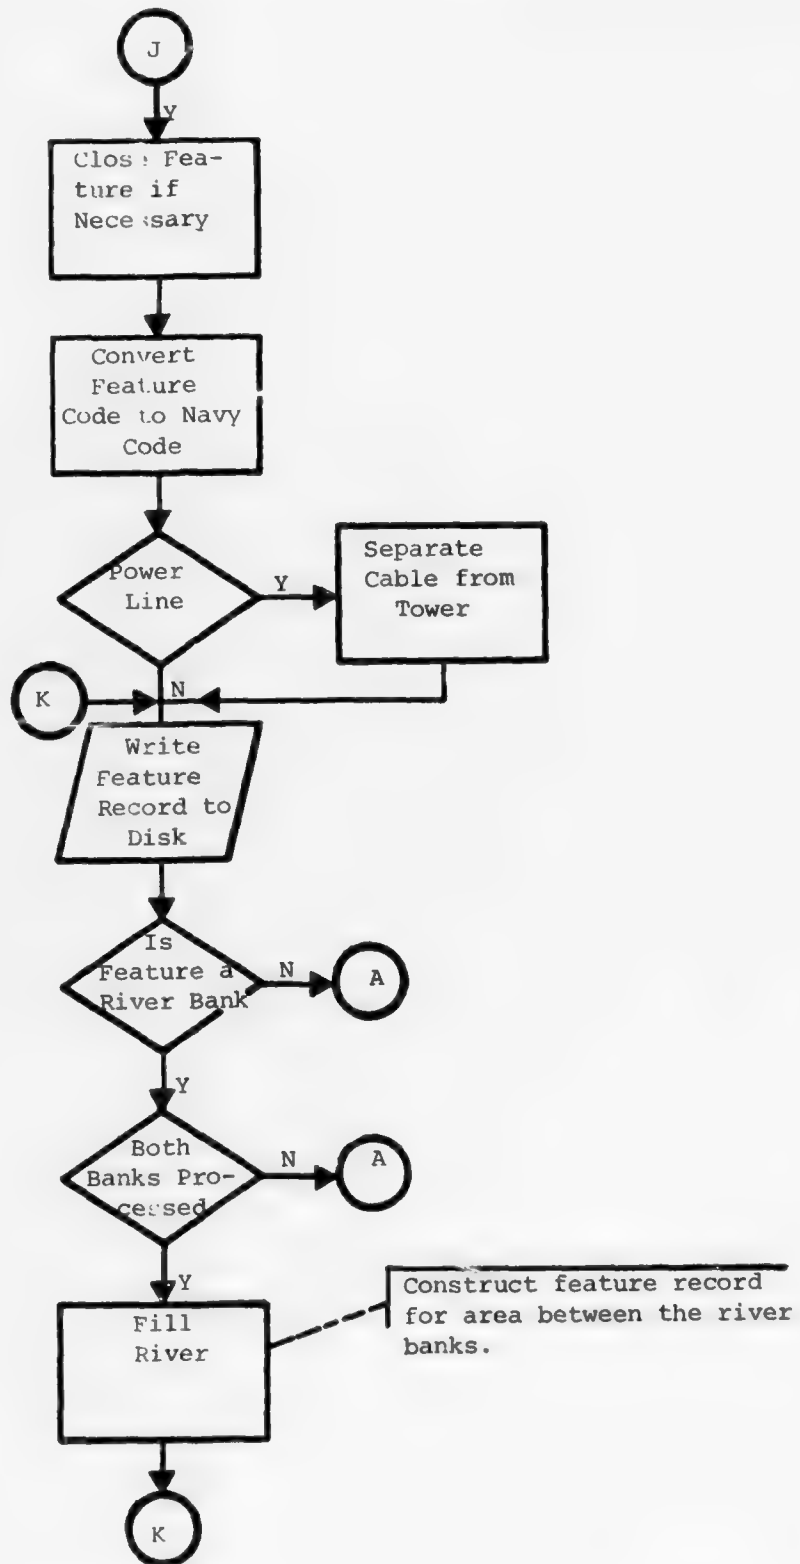 J
Y
Close Fea-
ture if
Necessary
Convert
Feature
Code to Navy
Code
Power
Line
Y
Separate
Cable from
Tower
K
N
Write
Feature
Record to
Disk
Is
Feature a
River Bank
N
A
Y
Both
Banks Pro-
cessed
N
A
Y
Fill
River
Construct feature record
for area between the river
banks.
K